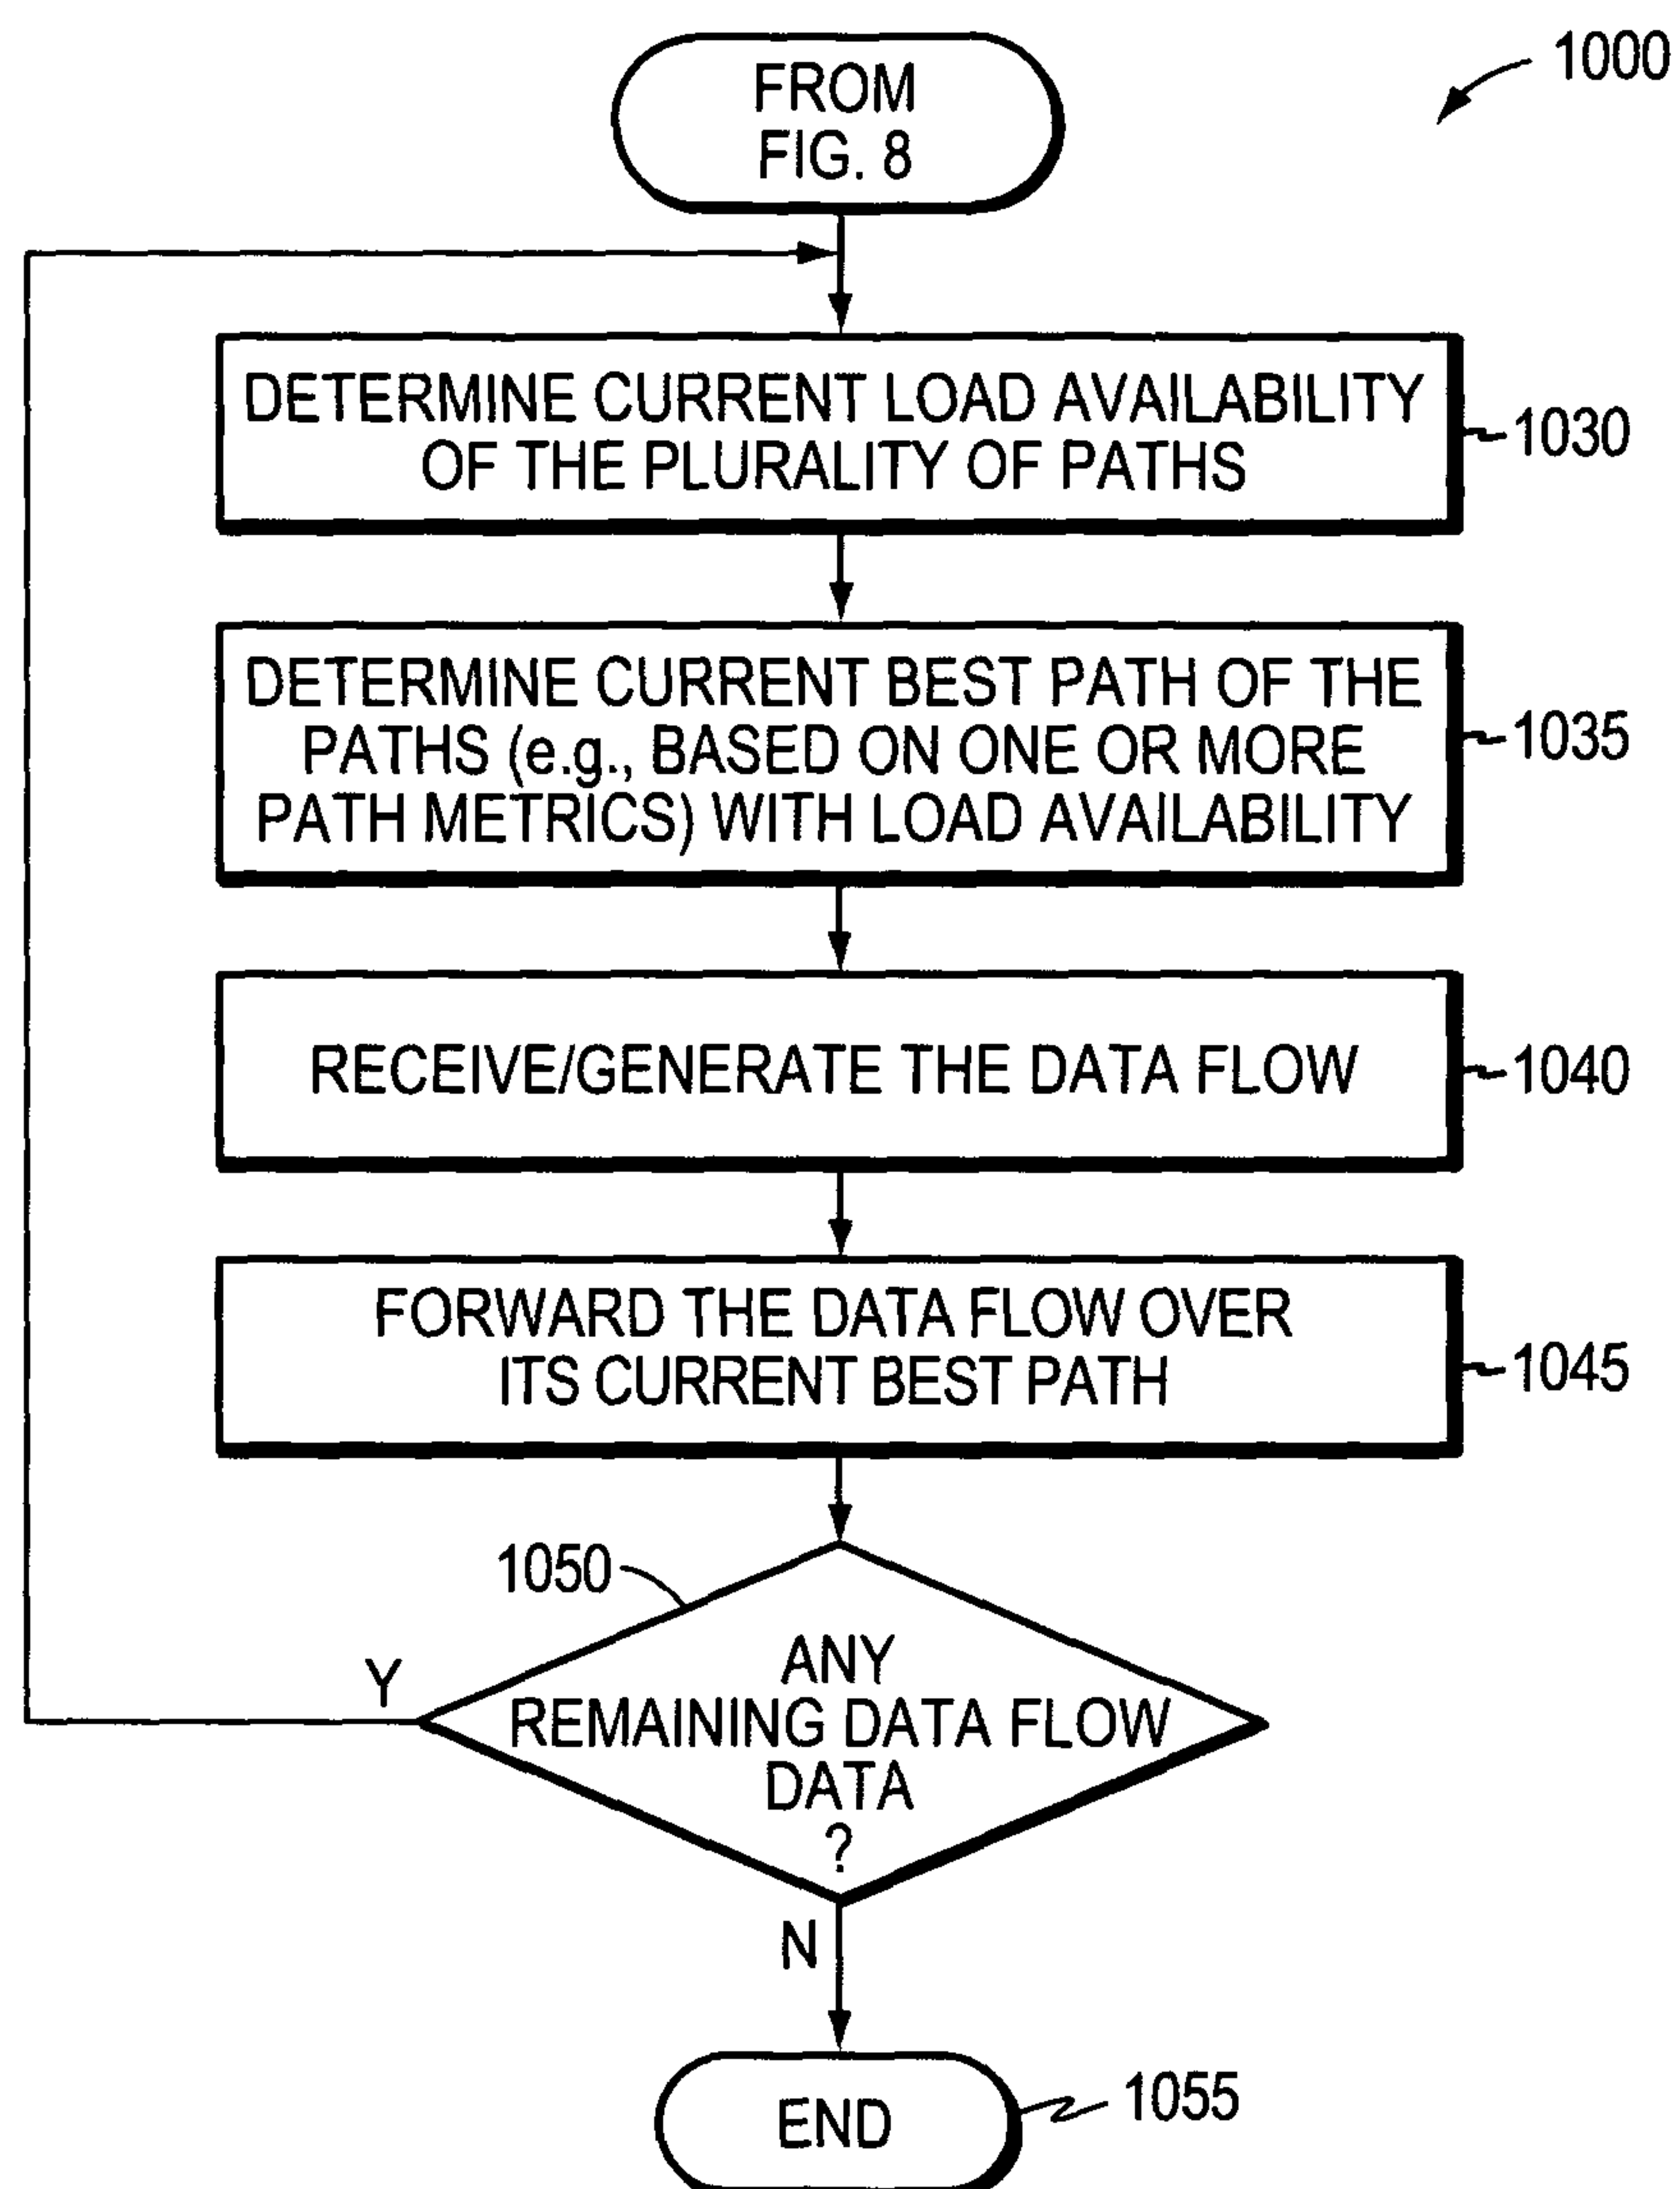 FROM
FIG. 8
1000
DETERMINE CURRENT LOAD AVAILABILITY
OF THE PLURALITY OF PATHS
1030
DETERMINE CURRENT BEST PATH OF THE
PATHS (e.g., BASED ON ONE OR MORE
PATH METRICS) WITH LOAD AVAILABILITY
1035
RECEIVE/GENERATE THE DATA FLOW
1040
FORWARD THE DATA FLOW OVER
ITS CURRENT BEST PATH
1045
1050
ANY
REMAINING DATA FLOW
DATA
?
Y
N
END
1055